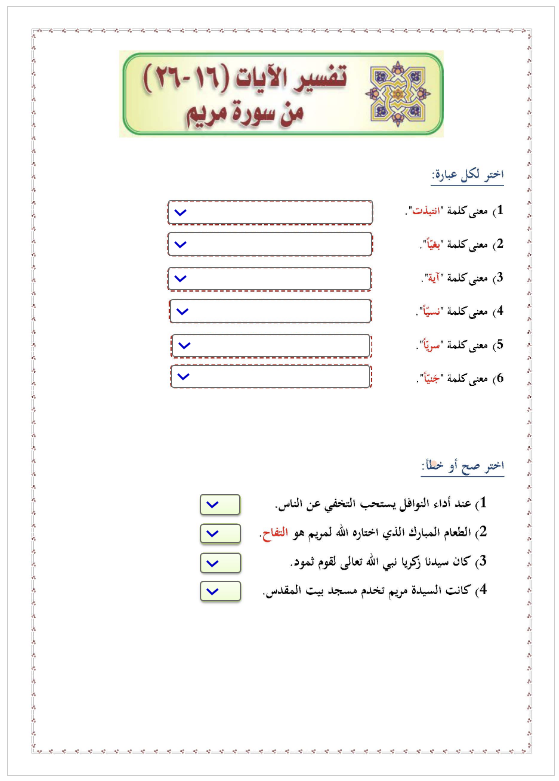 تفسير الآيات (١٦-٢٦)
من سورة مريم
اختر لكل عبارة:
1) معنى كلمة "انتبذت".
2) معنى كلمة "بغيّاً".
3) معنى كلمة "آية".
4) معنى كلمة "نسيّاً".
5) معنى كلمة "سريّاً".
6) معنى كلمة "جَنيّاً".
اختر صح أو خطأ:
1) عند أداء النوافل يستحب التخفي عن الناس.
2) الطعام المبارك الذي اختاره الله لمريم هو التفاح.
3) كان سيدنا زكريا نبي الله تعالى لقوم ثمود.
4) كانت السيدة مريم تخدم مسجد بيت المقدس.